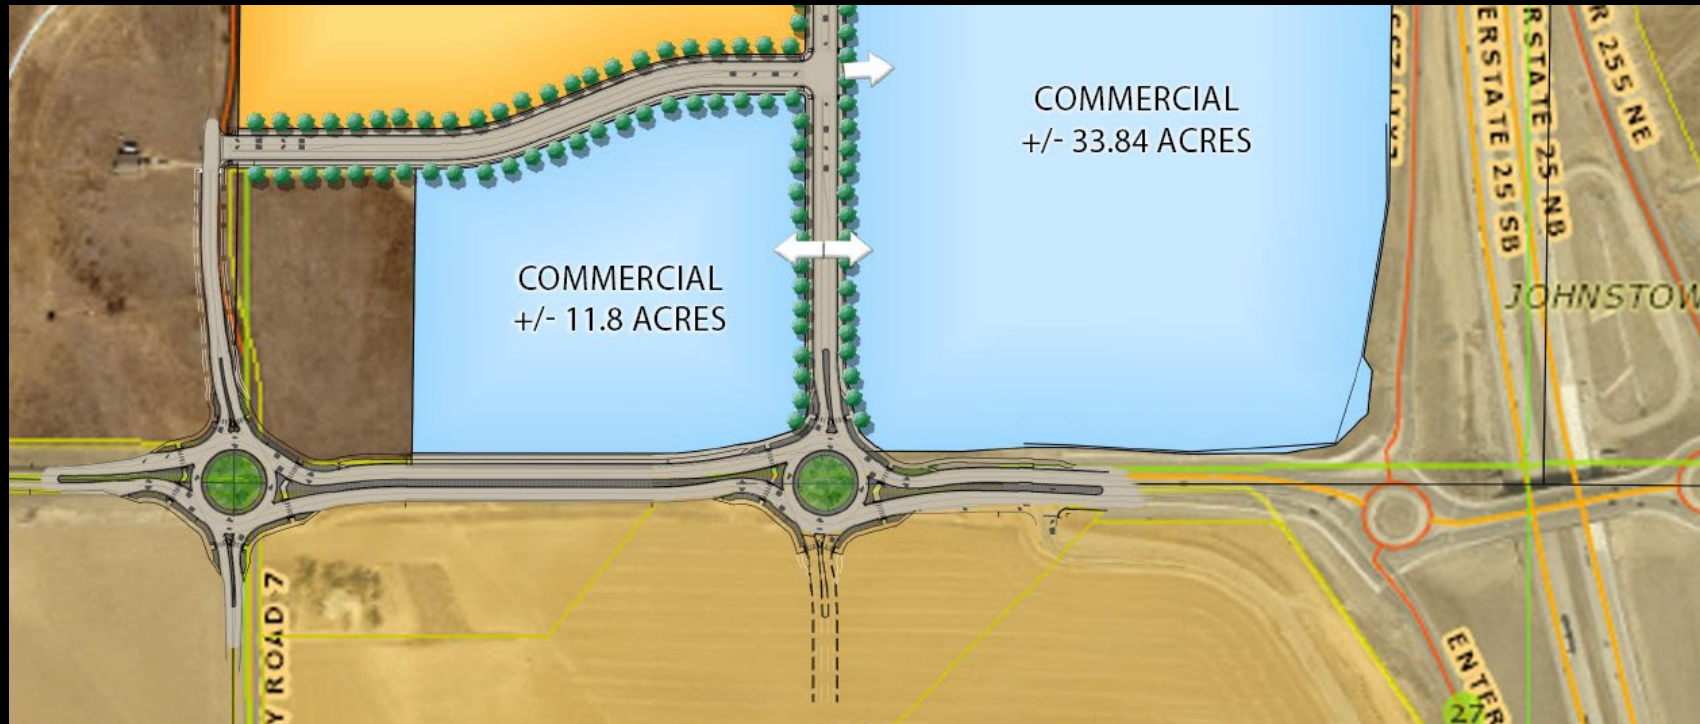 COMMERCIAL
+/- 33.84 ACRES
COMMERCIAL
+/- 11.8 ACRES
ERSTATE 25 SB
RSTATE 25 NB
R 255 NE
JOHNSTOW
Y ROAD 7
ENTER
27